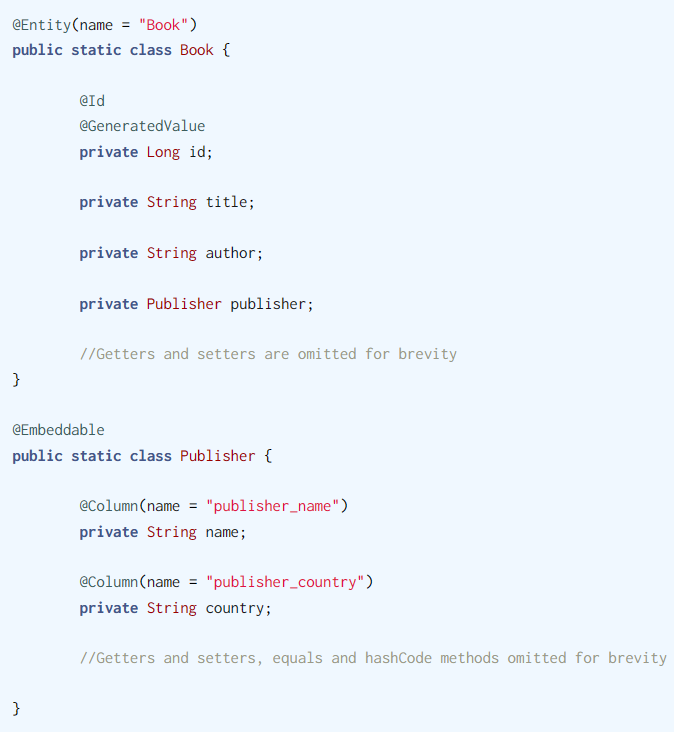 @Entity(name = "Book")
public static class Book {
@Id
@GeneratedValue
private Long id;
private String title;
private String author;
private Publisher publisher;
//Getters and setters are omitted for brevity
}
@Embeddable
public static class Publisher {
@Column(name = "publisher_name")
private String name;
@Column(name = "publisher_country")
private String country;
//Getters and setters, equals and hashCode methods omitted for brevity
}